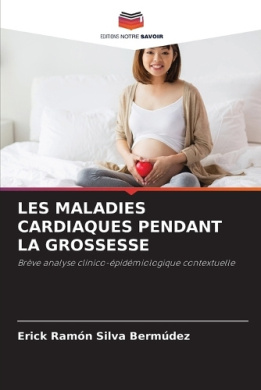 EDITIONS NOTRE SAVOIR
LES MALADIES
CARDIAQUES PENDANT
LA GROSSESSE
Brève analyse clinico-épidémiologique contextuelle
Erick Ramón Silva Bermúdez